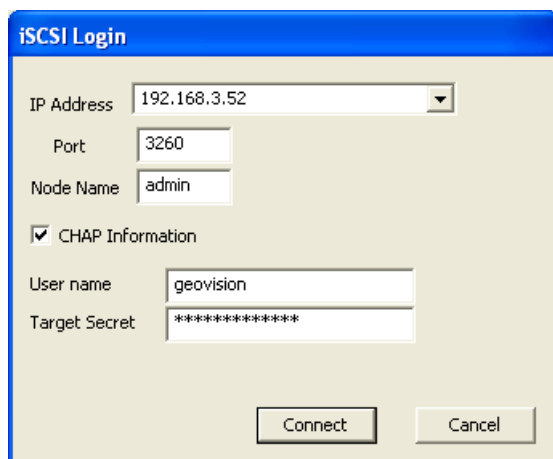 iSCSI Login
IP Address 192.168.3.52
Port 3260
Node Name admin
CHAP Information
User name geovision
Target Secret *************
Connect Cancel